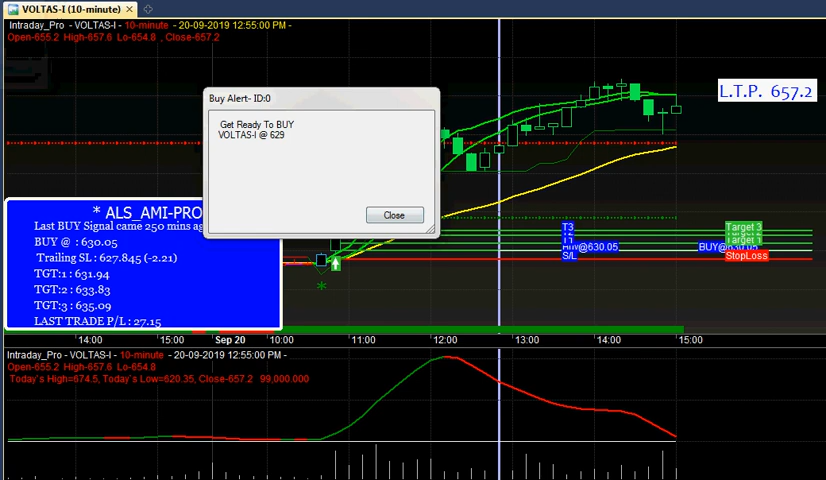 VOLTAS-I (10-minute)
Intraday_Pro - VOLTAS-I - 10-minute - 20-09-2019 12:55:00 PM -
Open-655.2 High-657.6 Lo-654.8 , Close-657.2
L.T.P. 657.2
Buy Alert- ID:0
Get Ready To BUY
VOLTAS-I @ 629
Close
* ALS_AMI-PRO
Last BUY Signal came 250 mins ag
BUY @ : 630.05
Trailing SL : 627.845 (-2.21)
TGT:1 : 631.94
TGT:2 : 633.83
TGT:3 : 635.09
LAST TRADE P/L : 27.15
T3
Target 3
Target 1
BUY@630.05
S/L
StopLoss
14:00 15:00 Sep 20 10:00 11:00 12:00 13:00 14:00 15:00
Intraday_Pro - VOLTAS-I - 10-minute - 20-09-2019 12:55:00 PM -
Open-655.2 High-657.6 Lo-654.8
Today`s High=674.5, Today`s Low=620.35, Close-657.2 99,000.000